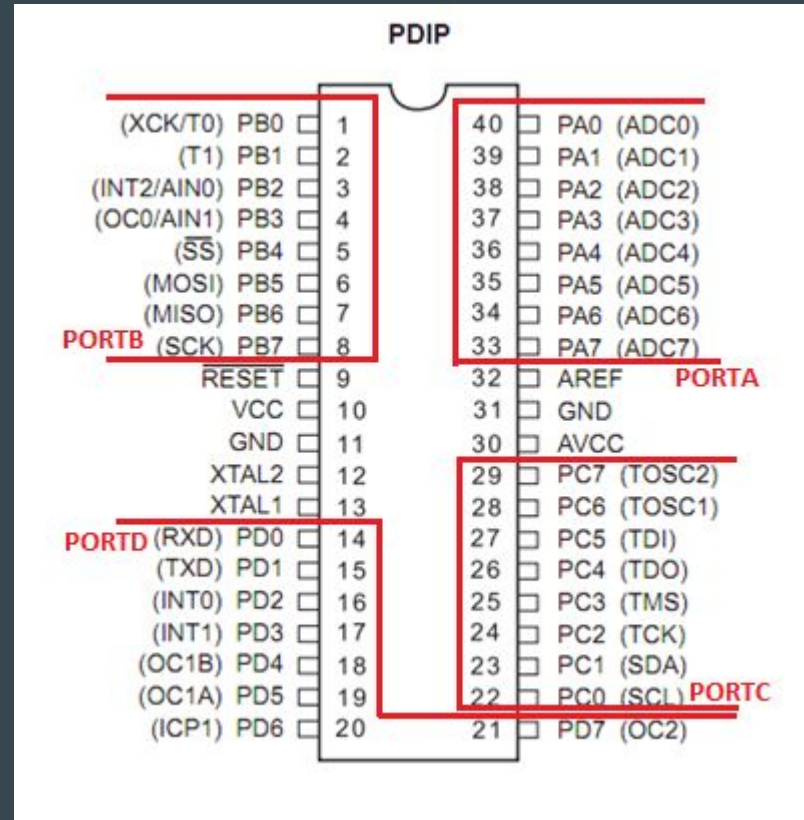 PDIP
(XCK/T0) PB0 1 40 PA0 (ADC0)
(T1) PB1 2 39 PA1 (ADC1)
(INT2/AIN0) PB2 3 38 PA2 (ADC2)
(OC0/AIN1) PB3 4 37 PA3 (ADC3)
(SS) PB4 5 36 PA4 (ADC4)
(MOSI) PB5 6 35 PA5 (ADC5)
(MISO) PB6 7 34 PA6 (ADC6)
PORTB (SCK) PB7 8 33 PA7 (ADC7)
RESET 9 32 AREF PORTA
VCC 10 31 GND
GND 11 30 AVCC
XTAL2 12 29 PC7 (TOSC2)
XTAL1 13 28 PC6 (TOSC1)
PORTD (RXD) PD0 14 27 PC5 (TDI)
(TXD) PD1 15 26 PC4 (TDO)
(INT0) PD2 16 25 PC3 (TMS)
(INT1) PD3 17 24 PC2 (TCK)
(OC1B) PD4 18 23 PC1 (SDA)
(OC1A) PD5 19 22 PC0 (SCL) PORTC
(ICP1) PD6 20 21 PD7 (OC2)